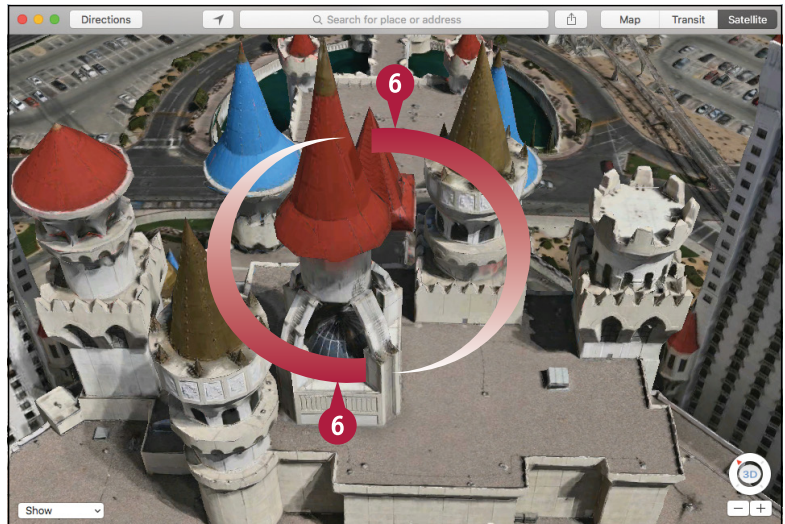 Directions
Search for place or address
Map
Transit
Satellite
6
6
3D
Show
− +